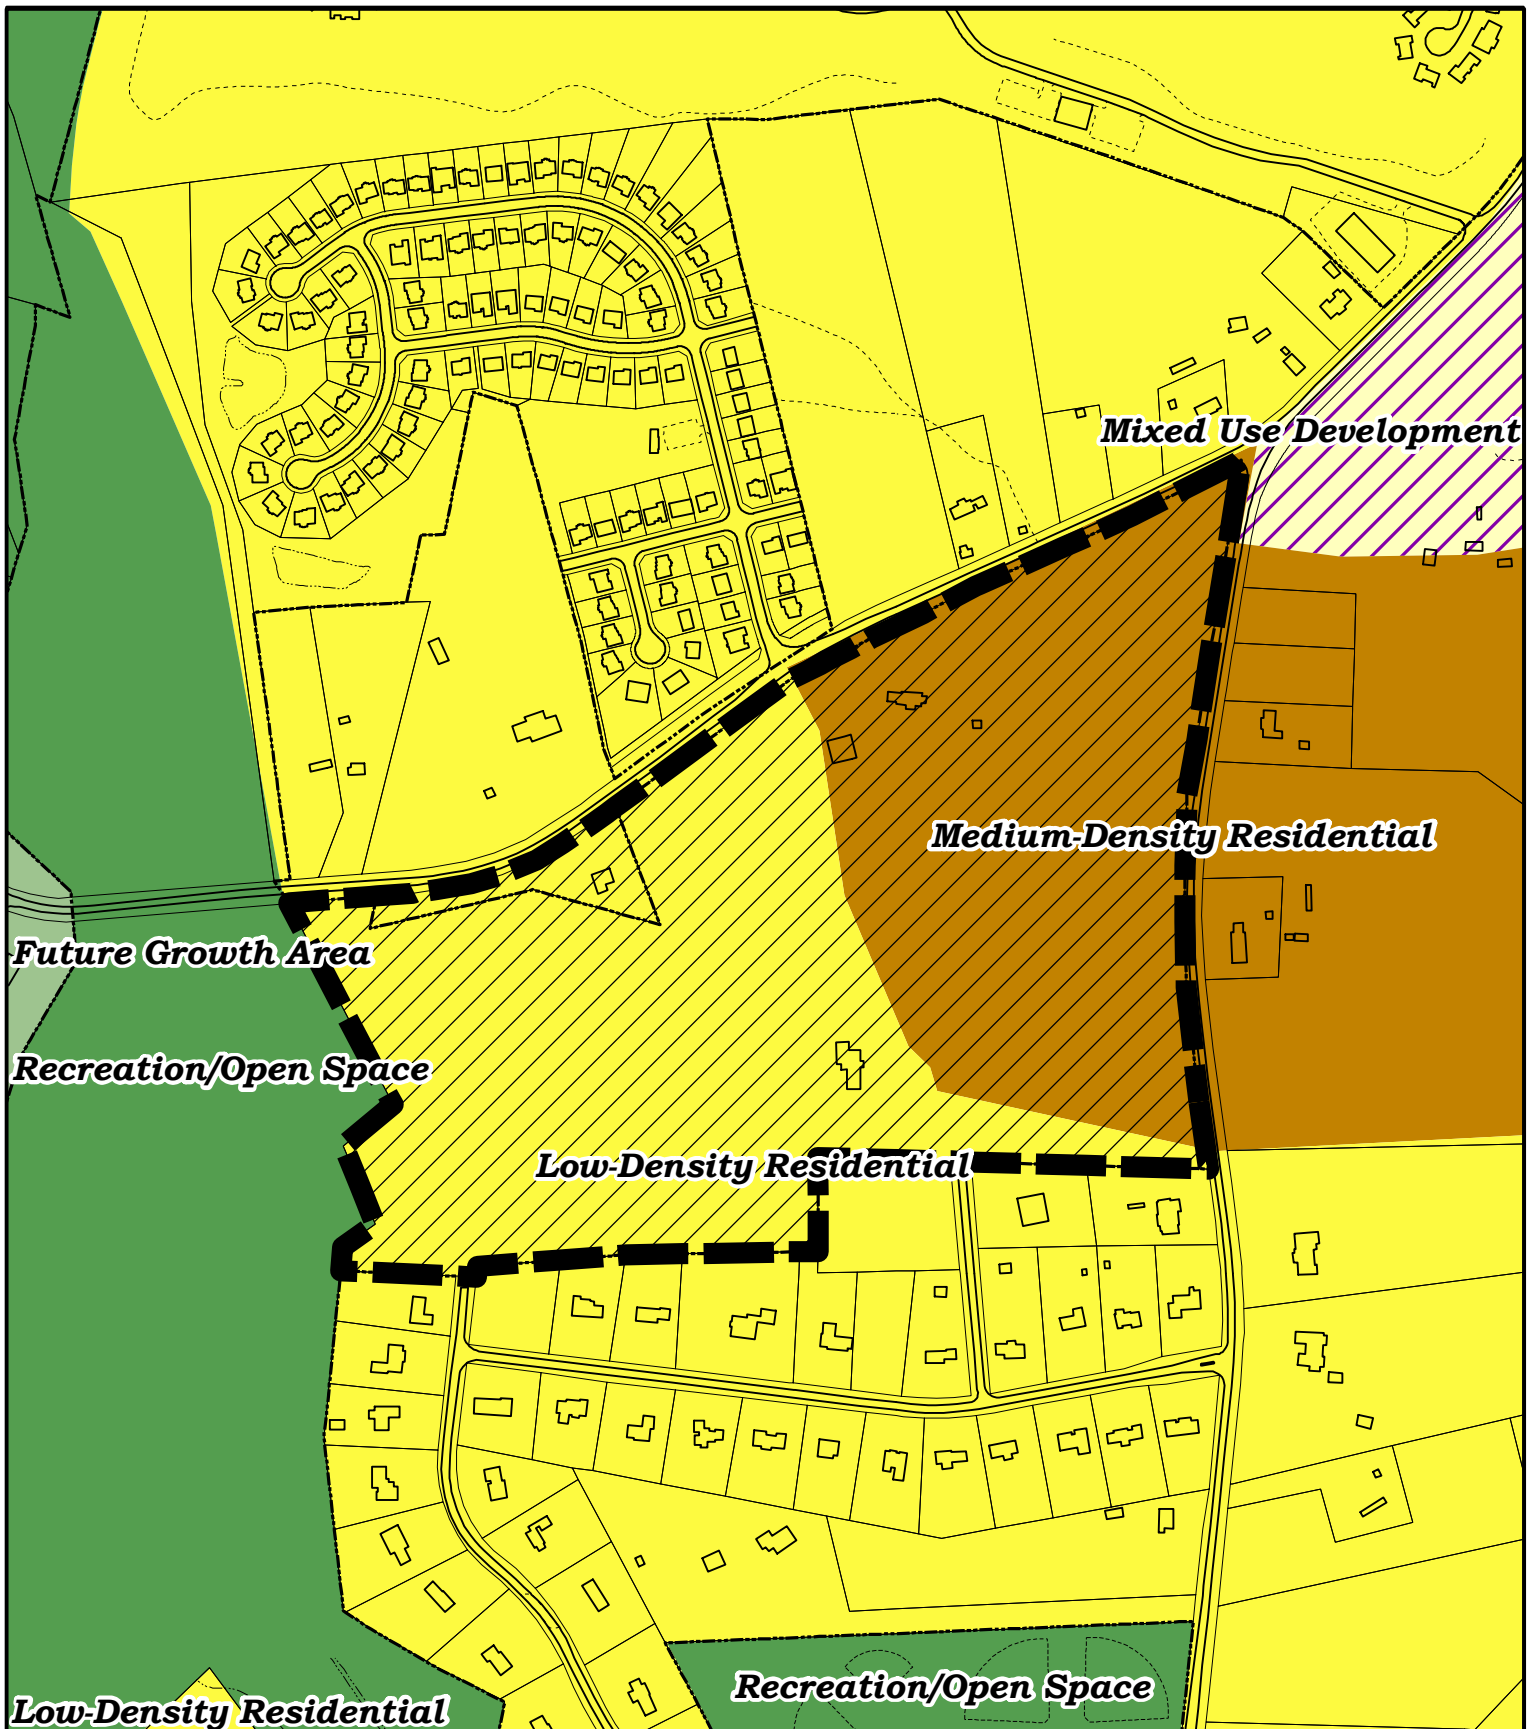 Mixed Use Development
Medium-Density Residential
Future Growth Area
Recreation/Open Space
Low-Density Residential
Recreation/Open Space
Low-Density Residential